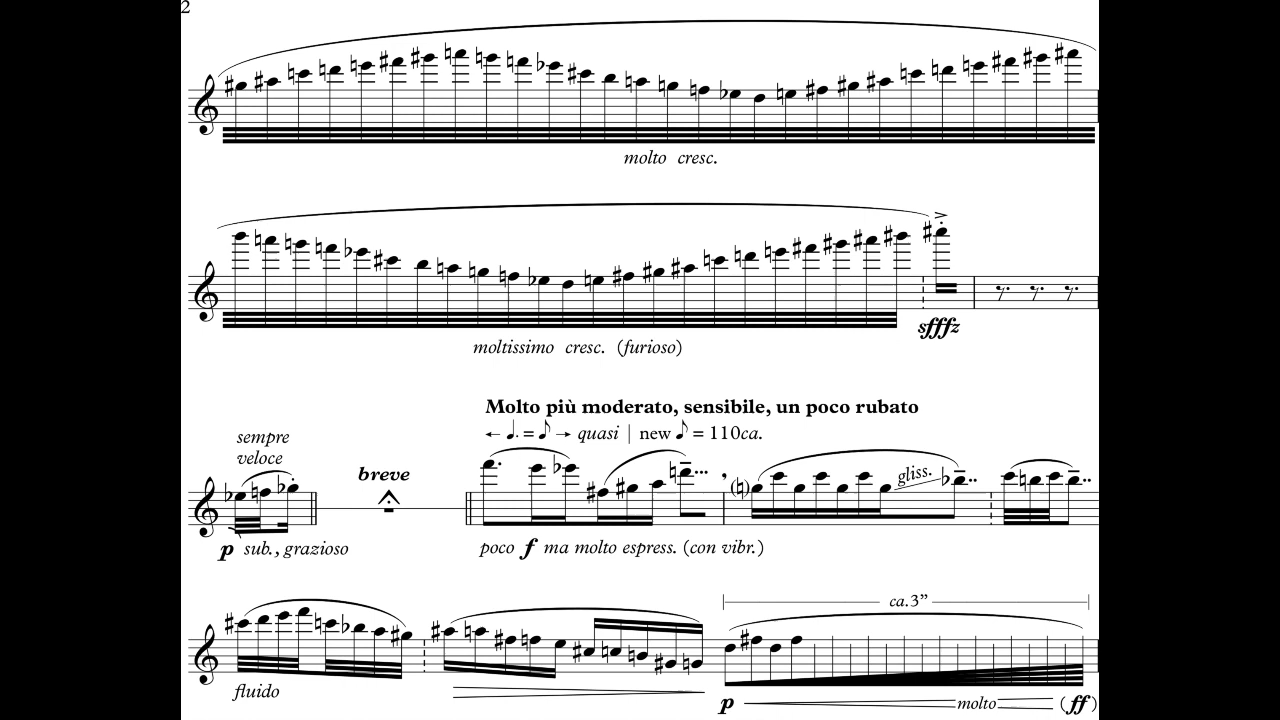 2
molto cresc.
sfffz
moltissimo cresc. (furioso)
Molto più moderato, sensibile, un poco rubato
← ♩. = ♪ → quasi | new ♪ = 110ca.
sempre
veloce
breve
gliss.
p sub., grazioso
poco f ma molto espress. (con vibr.)
ca.3”
fluido
p molto (ff)